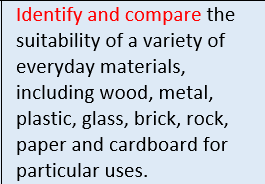 Identify and compare the
suitability of a variety of
everyday materials,
including wood, metal,
plastic, glass, brick, rock,
paper and cardboard for
particular uses.